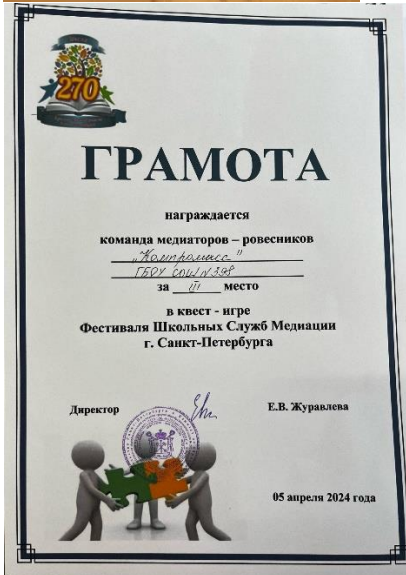 270
ГРАМОТА
награждается
команда медиаторов – ровесников
„Компромисс"
ГБОУ СОШ №398
за III место
в квест - игре
Фестиваля Школьных Служб Медиации
г. Санкт-Петербурга
Директор
Е.В. Журавлева
05 апреля 2024 года